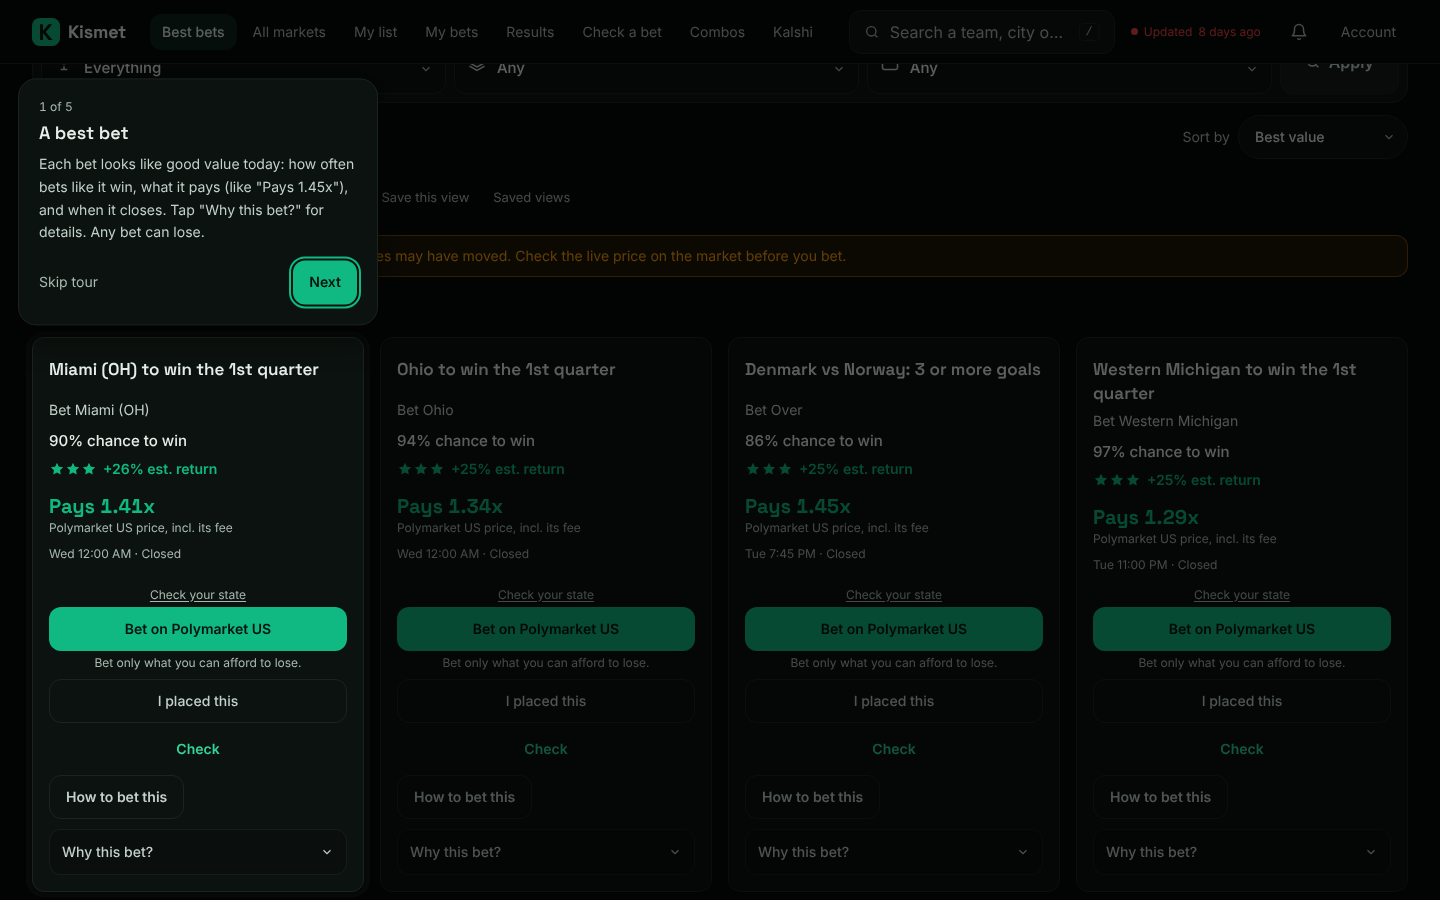 Kismet
Best bets
All markets
My list
My bets
Results
Check a bet
Combos
Kalshi
Search a team, city o...
/
Updated 8 days ago
Account
Everything
Any
Any
Apply
1 of 5
A best bet
Each bet looks like good value today: how often
bets like it win, what it pays (like "Pays 1.45x"),
and when it closes. Tap "Why this bet?" for
details. Any bet can lose.
Skip tour
Next
Sort by
Best value
Save this view
Saved views
es may have moved. Check the live price on the market before you bet.
Miami (OH) to win the 1st quarter
Bet Miami (OH)
90% chance to win
★★★ +26% est. return
Pays 1.41x
Polymarket US price, incl. its fee
Wed 12:00 AM · Closed
Check your state
Bet on Polymarket US
Bet only what you can afford to lose.
I placed this
Check
How to bet this
Why this bet?
Ohio to win the 1st quarter
Bet Ohio
94% chance to win
★★★ +25% est. return
Pays 1.34x
Polymarket US price, incl. its fee
Wed 12:00 AM · Closed
Check your state
Bet on Polymarket US
Bet only what you can afford to lose.
I placed this
Check
How to bet this
Why this bet?
Denmark vs Norway: 3 or more goals
Bet Over
86% chance to win
★★★ +25% est. return
Pays 1.45x
Polymarket US price, incl. its fee
Tue 7:45 PM · Closed
Check your state
Bet on Polymarket US
Bet only what you can afford to lose.
I placed this
Check
How to bet this
Why this bet?
Western Michigan to win the 1st
quarter
Bet Western Michigan
97% chance to win
★★★ +25% est. return
Pays 1.29x
Polymarket US price, incl. its fee
Tue 11:00 PM · Closed
Check your state
Bet on Polymarket US
Bet only what you can afford to lose.
I placed this
Check
How to bet this
Why this bet?